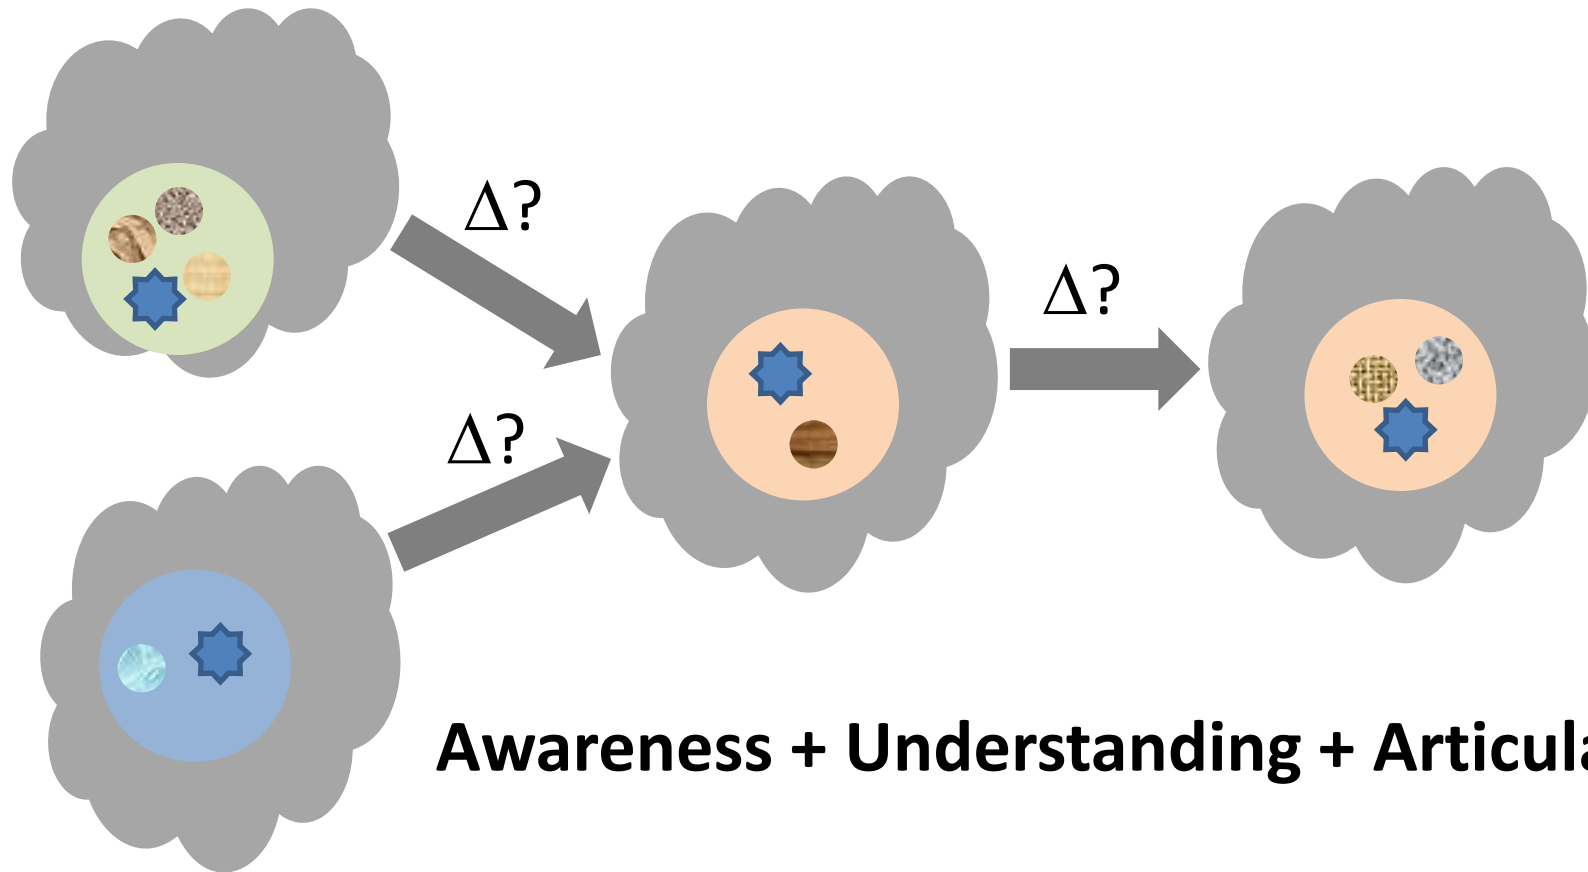 Δ?
Δ?
Δ?
Awareness + Understanding +